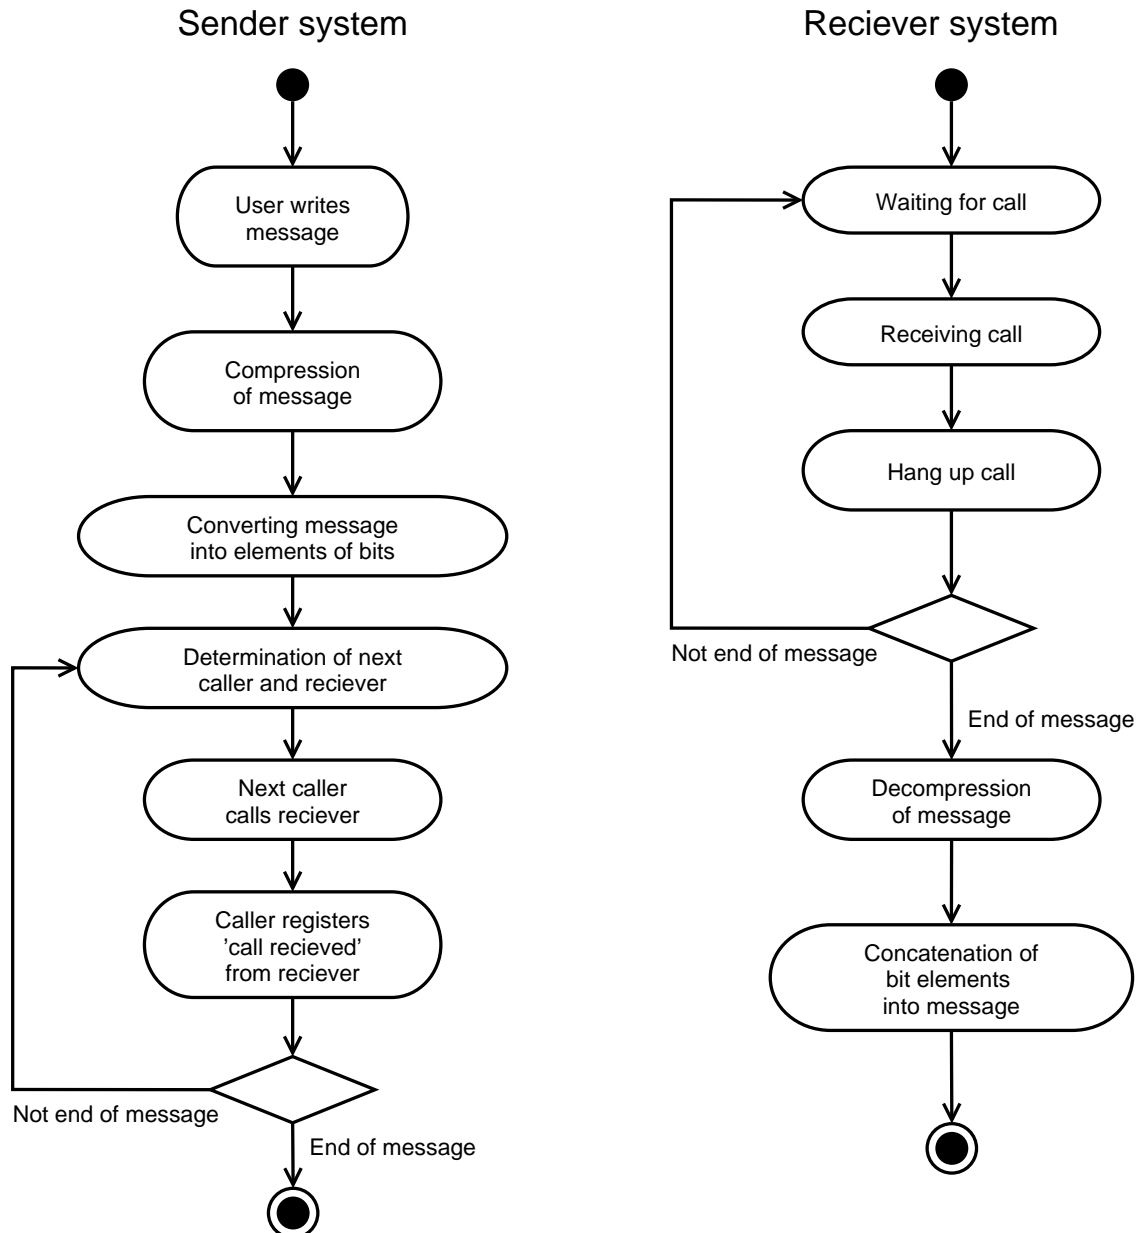 Sender system
User writes
message
Compression
of message
Converting message
into elements of bits
Determination of next
caller and reciever
Next caller
calls reciever
Caller registers
’call recieved’
from reciever
Not end of message
End of message
Reciever system
Waiting for call
Receiving call
Hang up call
Not end of message
End of message
Decompression
of message
Concatenation of
bit elements
into message